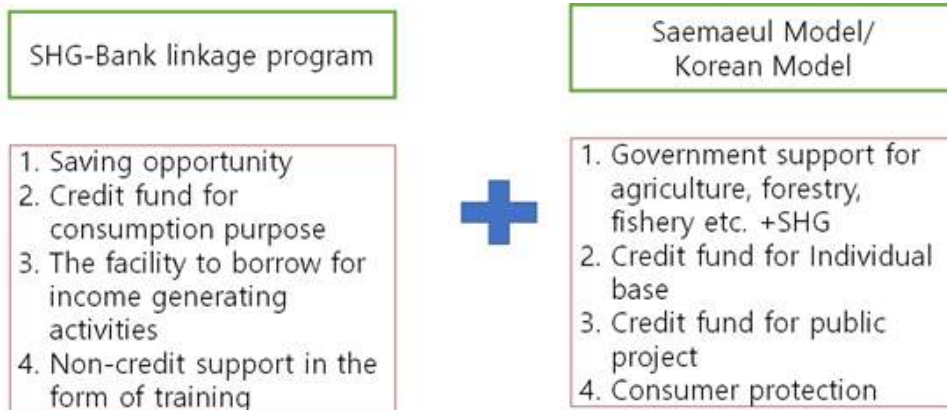 SHG-Bank linkage program
1. Saving opportunity
2. Credit fund for
consumption purpose
3. The facility to borrow for
income generating
activities
4. Non-credit support in the
form of training
Saemaeul Model/
Korean Model
1. Government support for
agriculture, forestry,
fishery etc. +SHG
2. Credit fund for Individual
base
3. Credit fund for public
project
4. Consumer protection